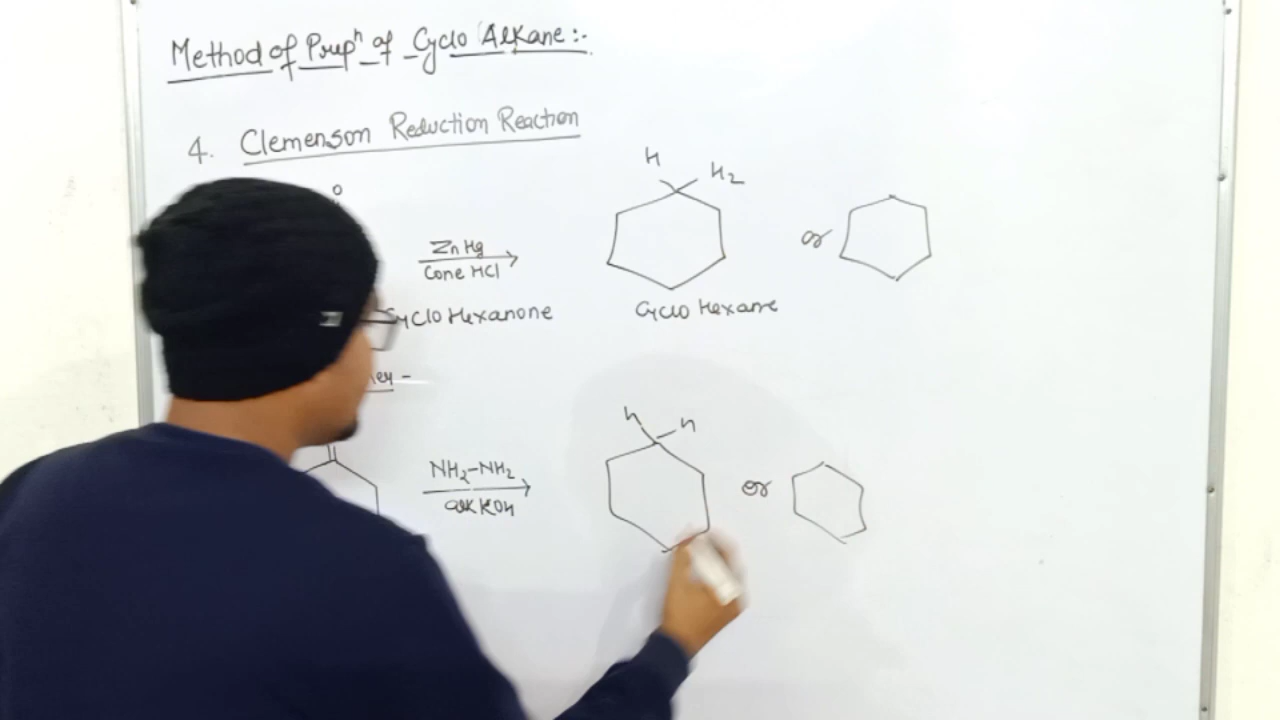 Method of Prepⁿ of Cyclo Alkane :-
4. Clemenson Reduction Reaction
O
H H₂
Zn Hg
Conc HCl
or
Cyclo Hexanone
Cyclo Hexane
H H
NH₂-NH₂
alk KOH
or